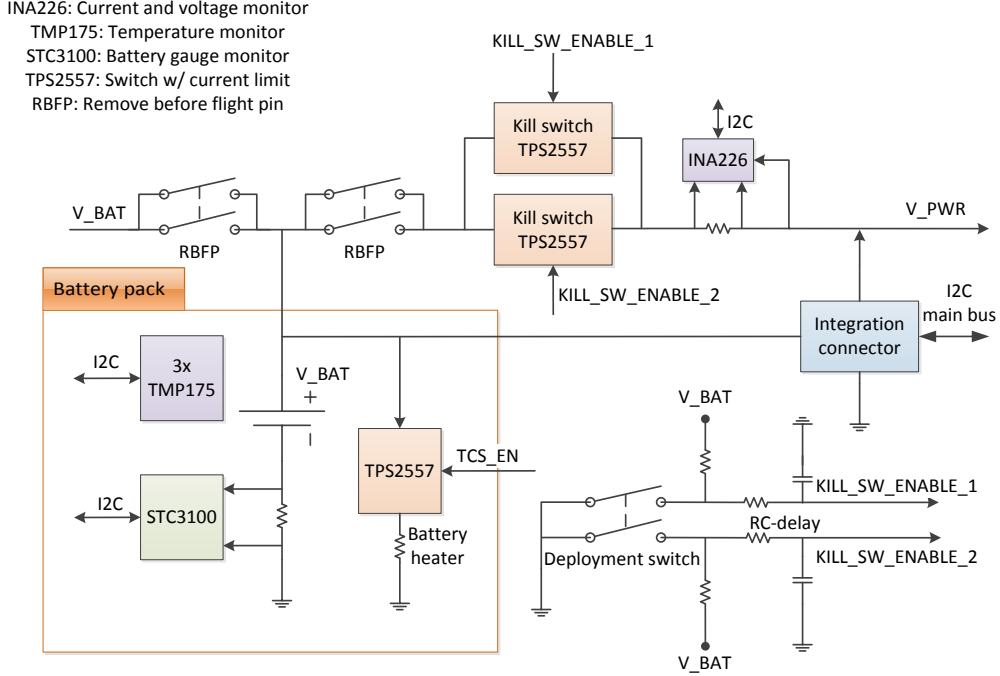 INA226: Current and voltage monitor
TMP175: Temperature monitor
STC3100: Battery gauge monitor
TPS2557: Switch w/ current limit
RBFP: Remove before flight pin
KILL_SW_ENABLE_1
Kill switch
TPS2557
I2C
INA226
V_BAT
RBFP
RBFP
Kill switch
TPS2557
V_PWR
KILL_SW_ENABLE_2
Battery pack
I2C
main bus
Integration
connector
I2C
3x
TMP175
V_BAT
+
I2C
STC3100
TPS2557
TCS_EN
Battery
heater
V_BAT
KILL_SW_ENABLE_1
RC-delay
Deployment switch
KILL_SW_ENABLE_2
V_BAT